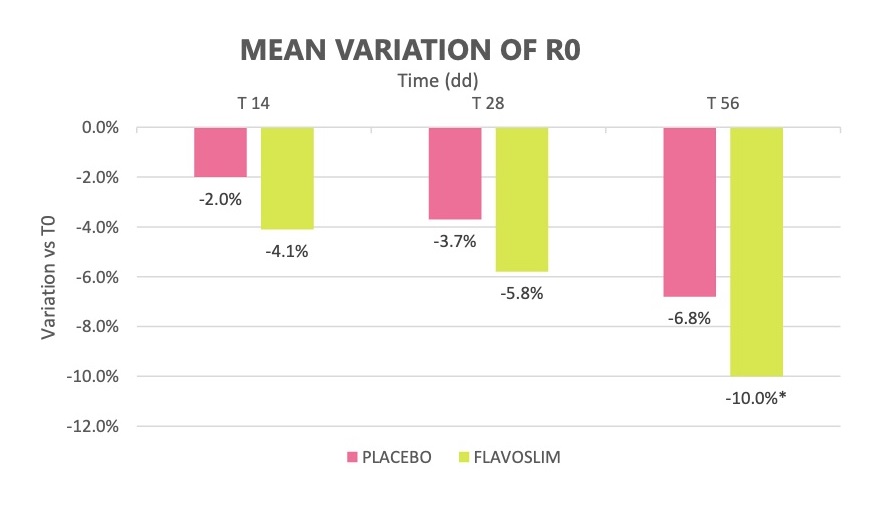 MEAN VARIATION OF R0
Time (dd)
T 14 T 28 T 56
0.0%
-2.0%
-4.0%
-6.0%
-8.0%
-10.0%
-12.0%
Variation vs T0
-2.0%
-4.1%
-3.7%
-5.8%
-6.8%
-10.0%*
PLACEBO FLAVOSLIM